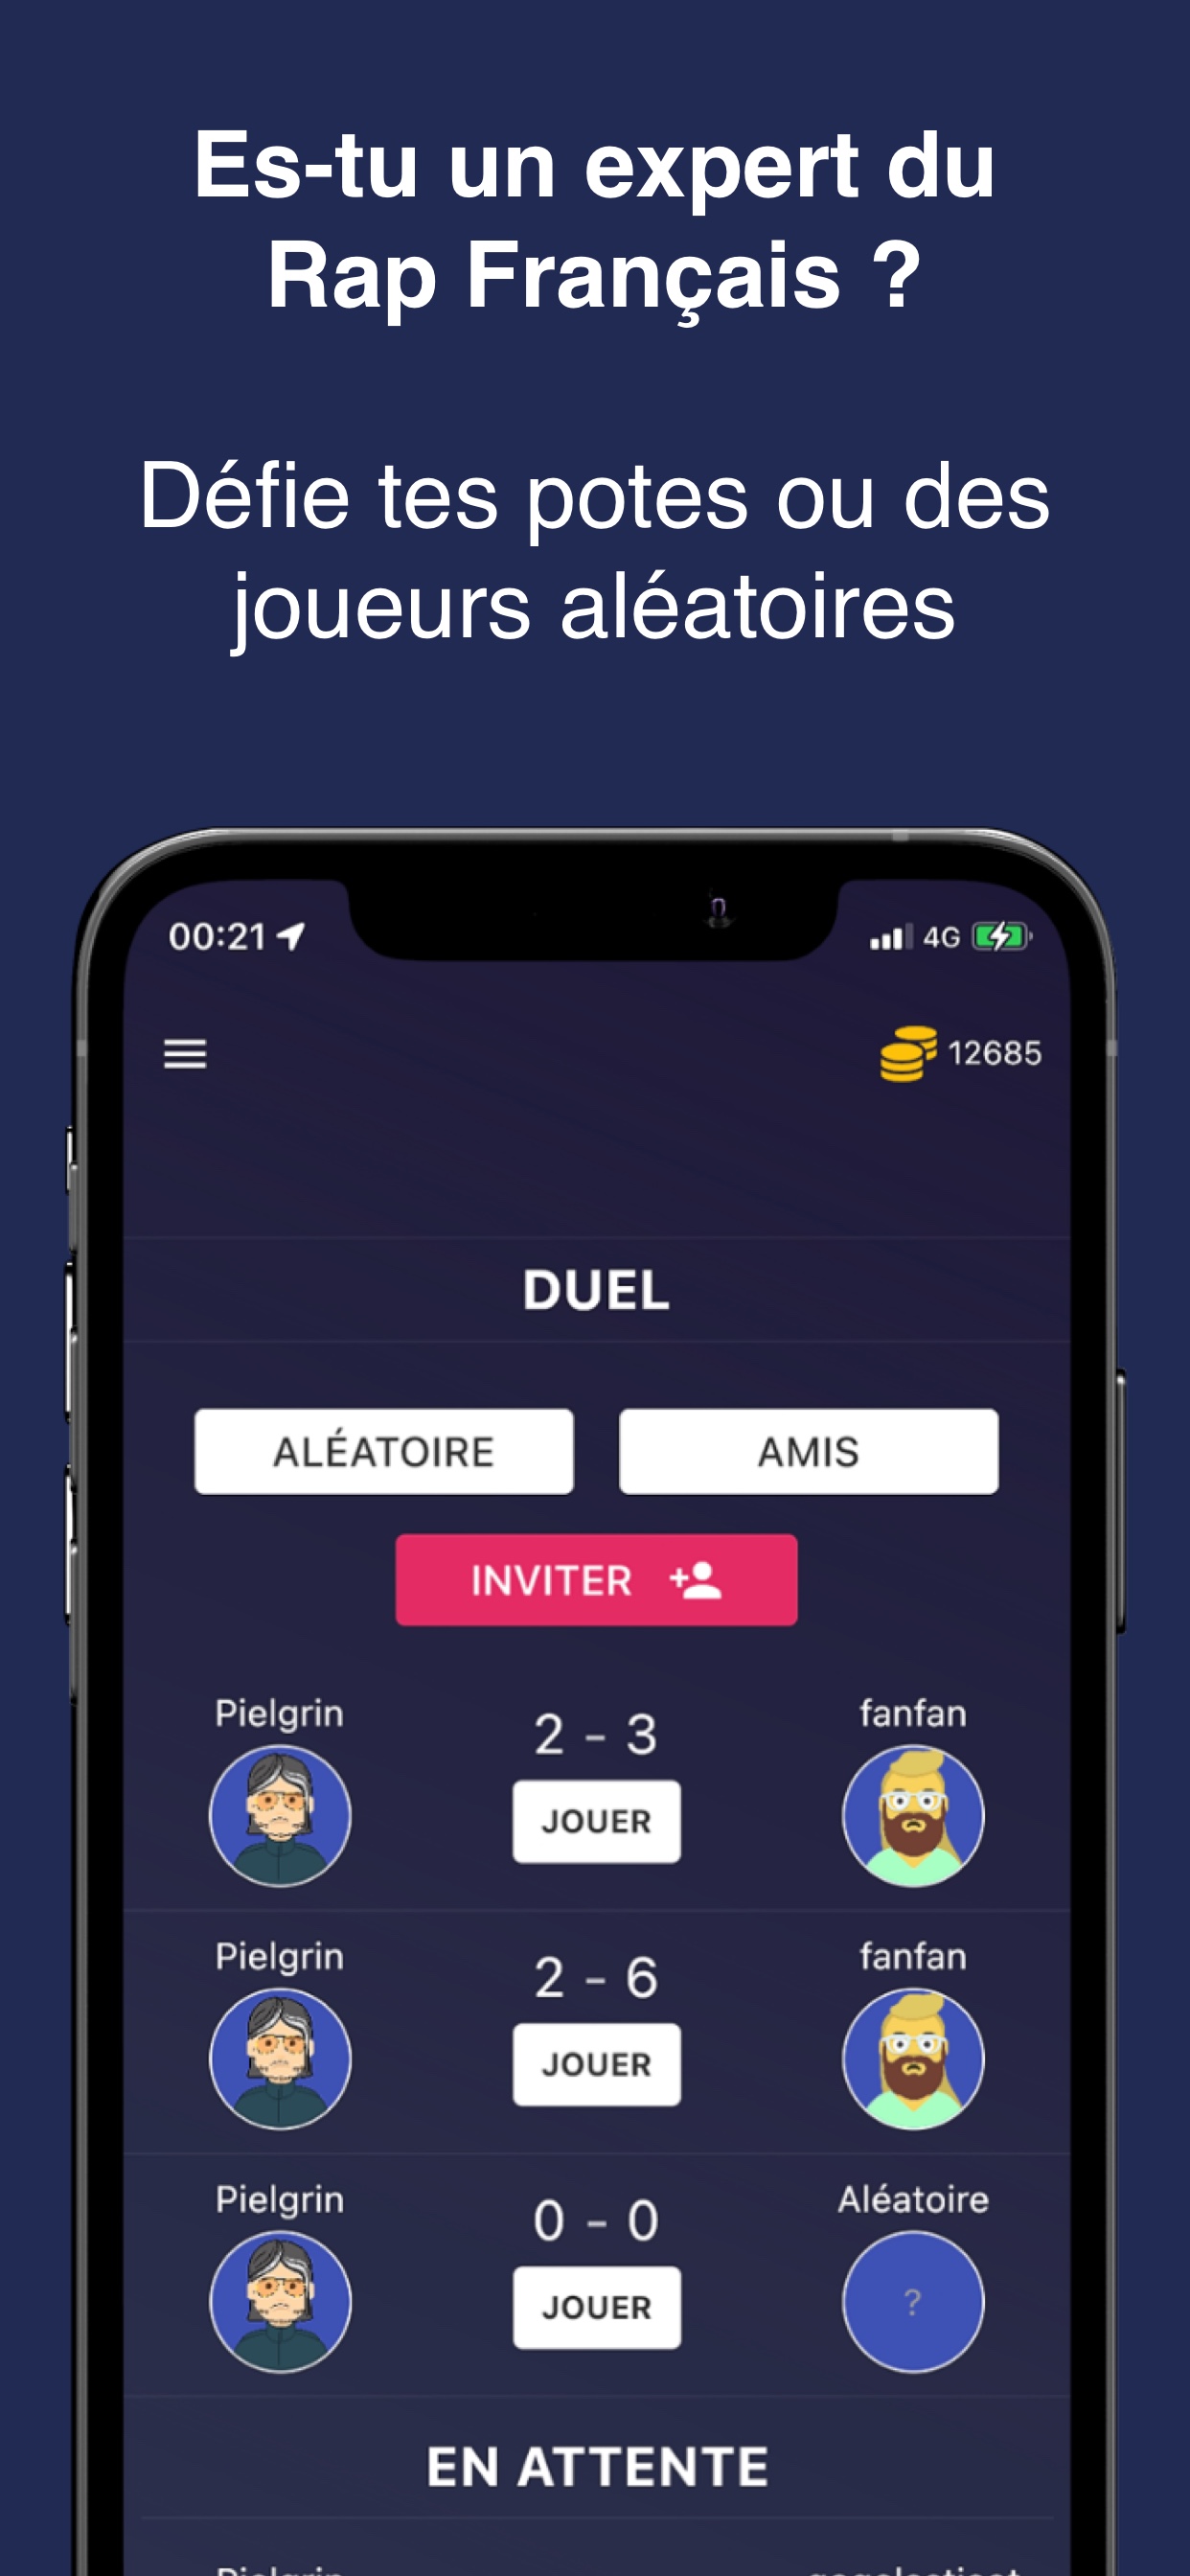 Es-tu un expert du
Rap Français ?
Défie tes potes ou des
joueurs aléatoires
00:21 4G
12685
DUEL
ALÉATOIRE AMIS
INVITER
Pielgrin 2 - 3 fanfan
JOUER
Pielgrin 2 - 6 fanfan
JOUER
Pielgrin 0 - 0 Aléatoire
?
JOUER
EN ATTENTE
Pielgrin